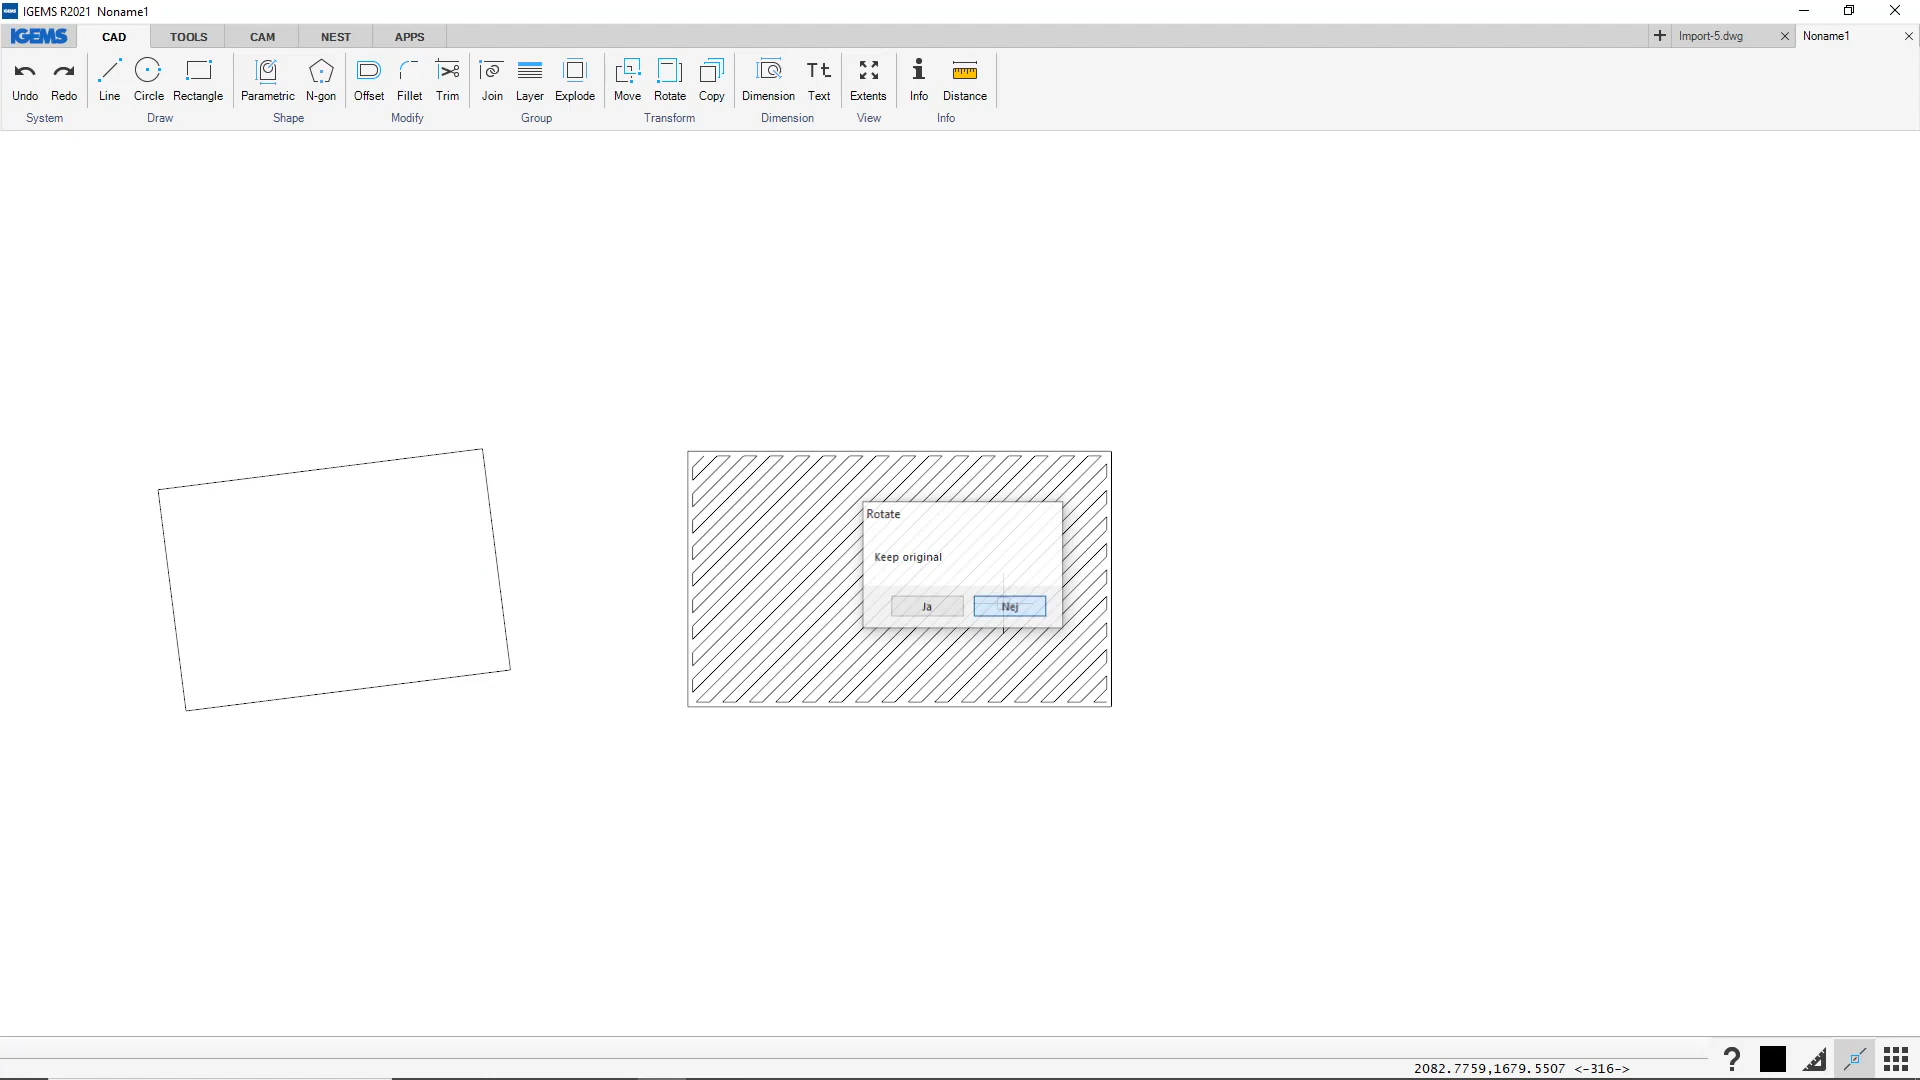 IGEMS R2021 Noname1
IGEMS CAD TOOLS CAM NEST APPS
Import-5.dwg Noname1
Undo Redo Line Circle Rectangle Parametric N-gon Offset Fillet Trim Join Layer Explode Move Rotate Copy Dimension Text Extents Info Distance
System Draw Shape Modify Group Transform Dimension View Info
Rotate
Keep original
Ja Nej
2082.7759,1679.5507 <-316->